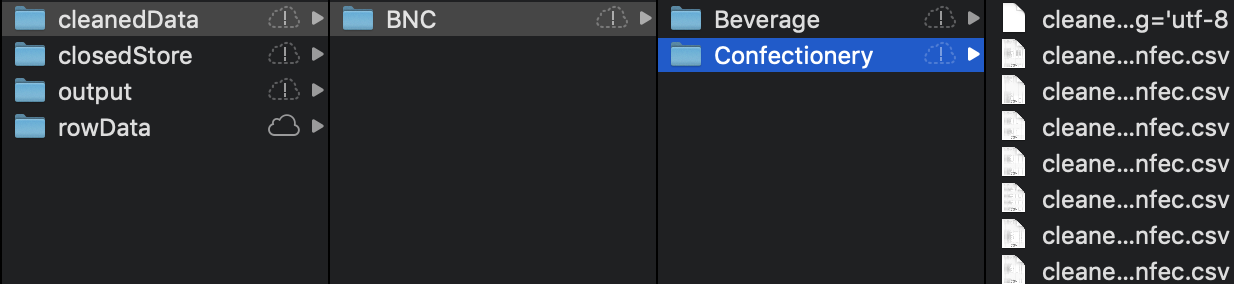 cleanedData
closedStore
output
rowData
BNC
Beverage
Confectionery
cleane...g='utf-8
cleane...nfec.csv
cleane...nfec.csv
cleane...nfec.csv
cleane...nfec.csv
cleane...nfec.csv
cleane...nfec.csv
cleane...nfec.csv